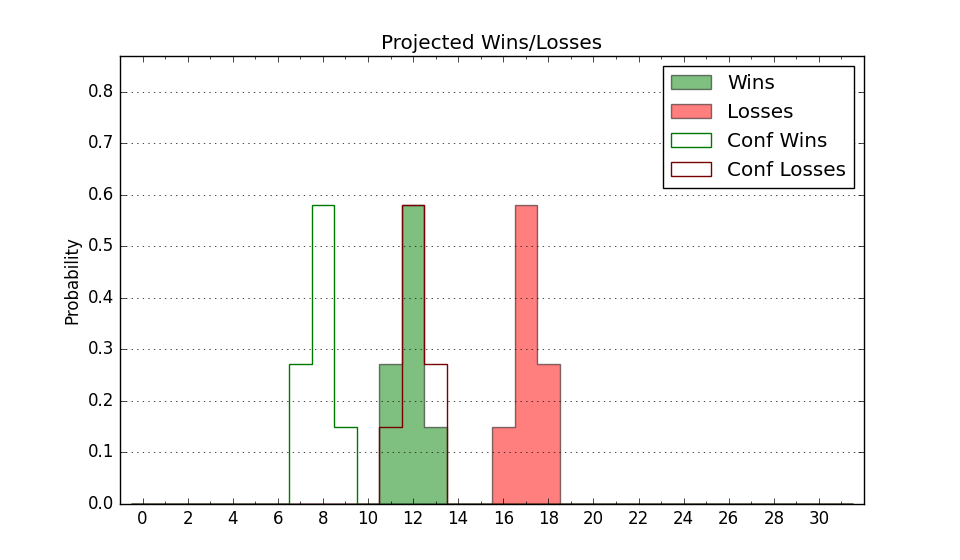 Projected Wins/Losses
Wins
Losses
Conf Wins
Conf Losses
Probability
0.8
0.7
0.6
0.5
0.4
0.3
0.2
0.1
0.0
0 2 4 6 8 10 12 14 16 18 20 22 24 26 28 30